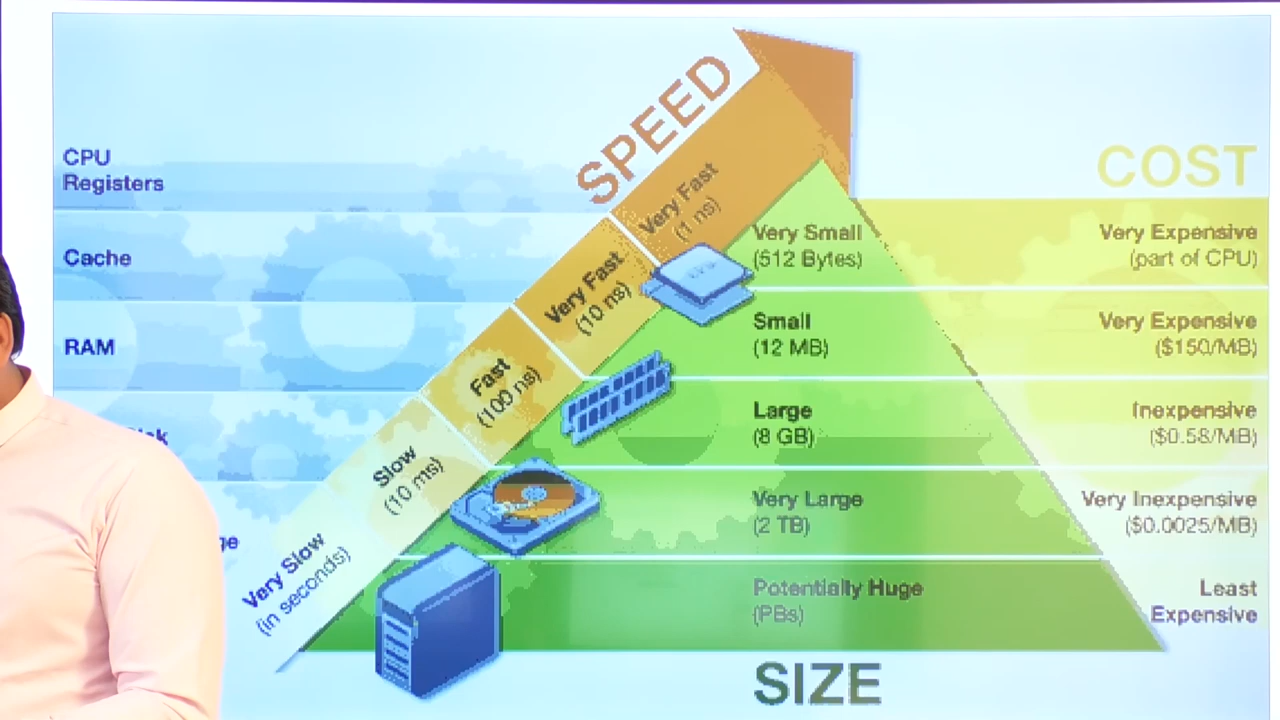 SPEED
COST
CPU
Registers
Very Fast
(1 ns)
Very Small
(512 Bytes)
Very Expensive
(part of CPU)
Cache
Very Fast
(10 ns)
Small
(12 MB)
Very Expensive
($150/MB)
RAM
Fast
(100 ns)
Large
(8 GB)
Inexpensive
($0.58/MB)
Slow
(10 ms)
Very Large
(2 TB)
Very Inexpensive
($0.0025/MB)
Very Slow
(in seconds)
Potentially Huge
(PBs)
Least
Expensive
SIZE